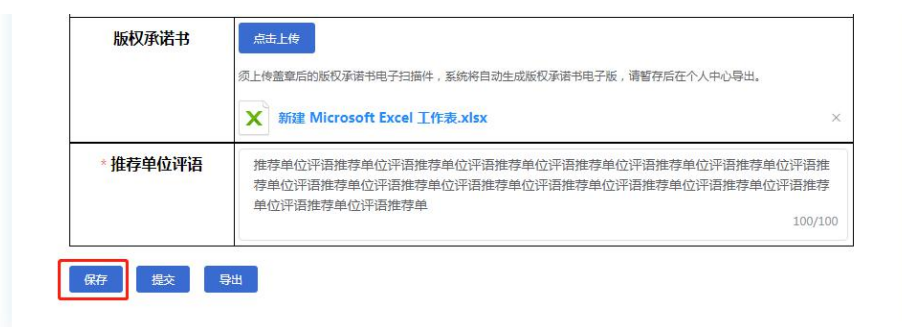 版权承诺书
点击上传
须上传盖章后的版权承诺书电子扫描件，系统将自动生成版权承诺书电子版，请暂存后在个人中心导出。
新建 Microsoft Excel 工作表.xlsx
* 推荐单位评语
推荐单位评语推荐单位评语推荐单位评语推荐单位评语推荐单位评语推荐单位评语推荐单位评语推
荐单位评语推荐单位评语推荐单位评语推荐单位评语推荐单位评语推荐单位评语推荐单位评语推荐
单位评语推荐单位评语推荐单
100/100
保存 提交 导出